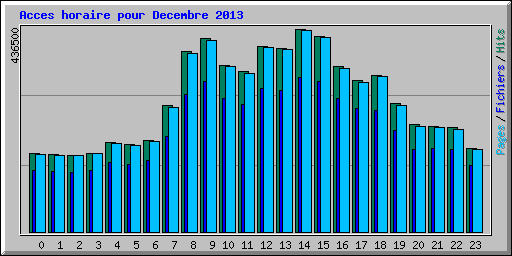 Acces horaire pour Decembre 2013
436500
Pages/Fichiers/Hits
0 1 2 3 4 5 6 7 8 9 10 11 12 13 14 15 16 17 18 19 20 21 22 23